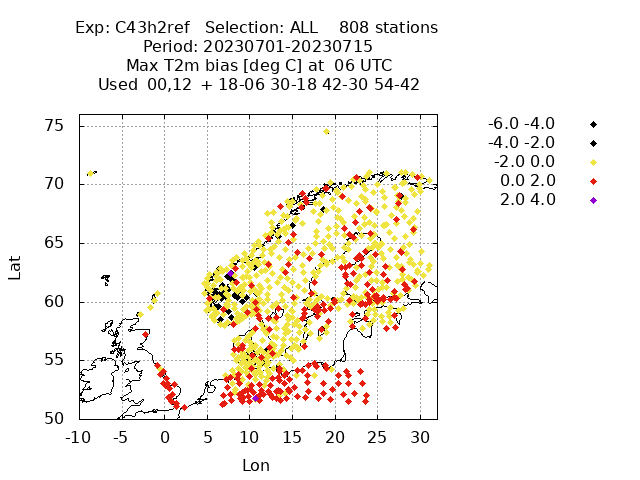 Exp: C43h2ref   Selection: ALL    808 stations
Period: 20230701-20230715
Max T2m bias [deg C] at  06 UTC
Used  00,12  + 18-06 30-18 42-30 54-42
-6.0 -4.0
-4.0 -2.0
-2.0 0.0
0.0 2.0
2.0 4.0
75
70
65
60
55
50
Lat
-10 -5 0 5 10 15 20 25 30
Lon